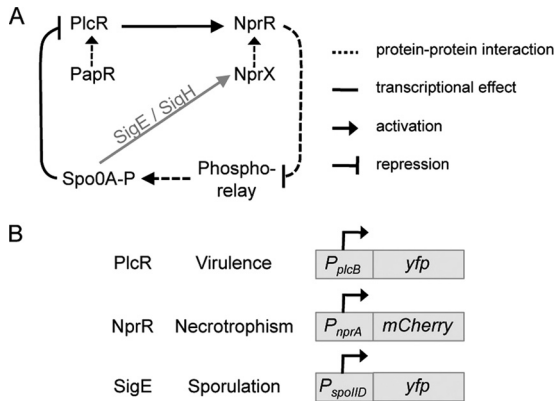 A
PlcR
NprR
PapR
NprX
SigE / SigH
Spo0A-P
Phospho-
relay
protein-protein interaction
transcriptional effect
activation
repression
B
PlcR Virulence PplcB yfp
NprR Necrotrophism PnprA mCherry
SigE Sporulation PspoIID yfp